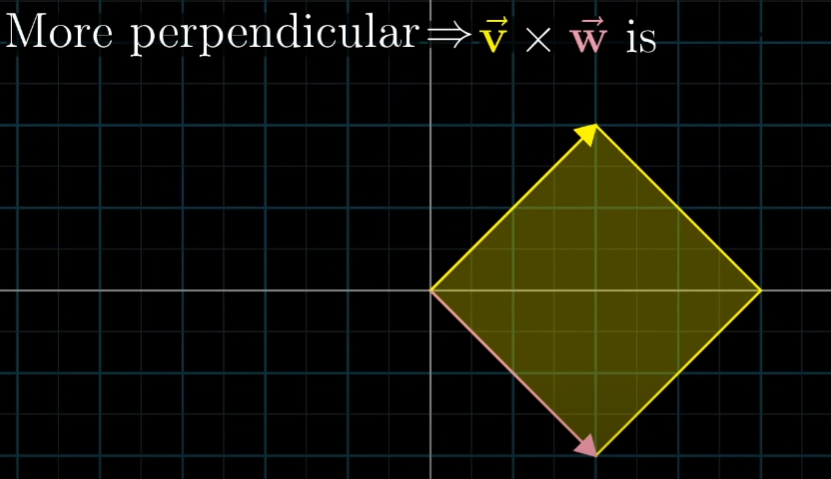 More perpendicular ⇒ v⃗ × w⃗ is